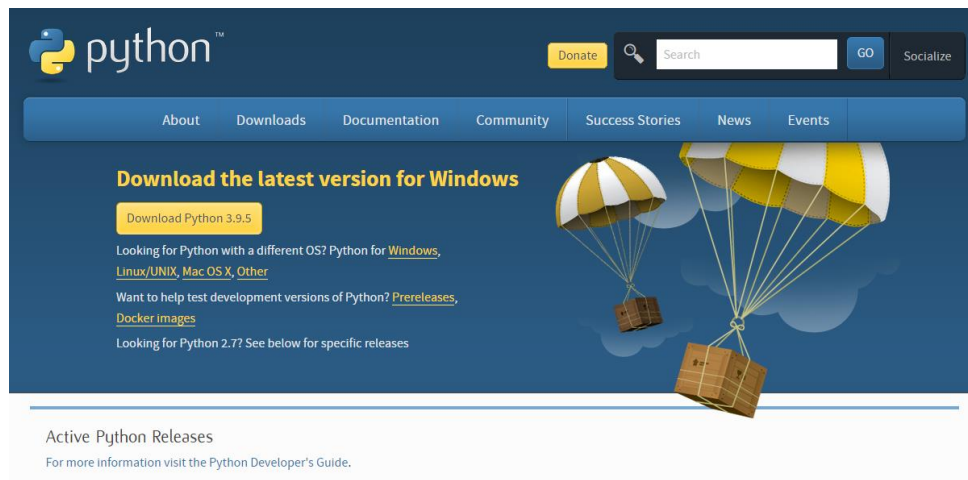 python™
Donate
Search
GO
Socialize
About Downloads Documentation Community Success Stories News Events
Download the latest version for Windows
Download Python 3.9.5
Looking for Python with a different OS? Python for Windows,
Linux/UNIX, Mac OS X, Other
Want to help test development versions of Python? Prereleases,
Docker images
Looking for Python 2.7? See below for specific releases
Active Python Releases
For more information visit the Python Developer's Guide.